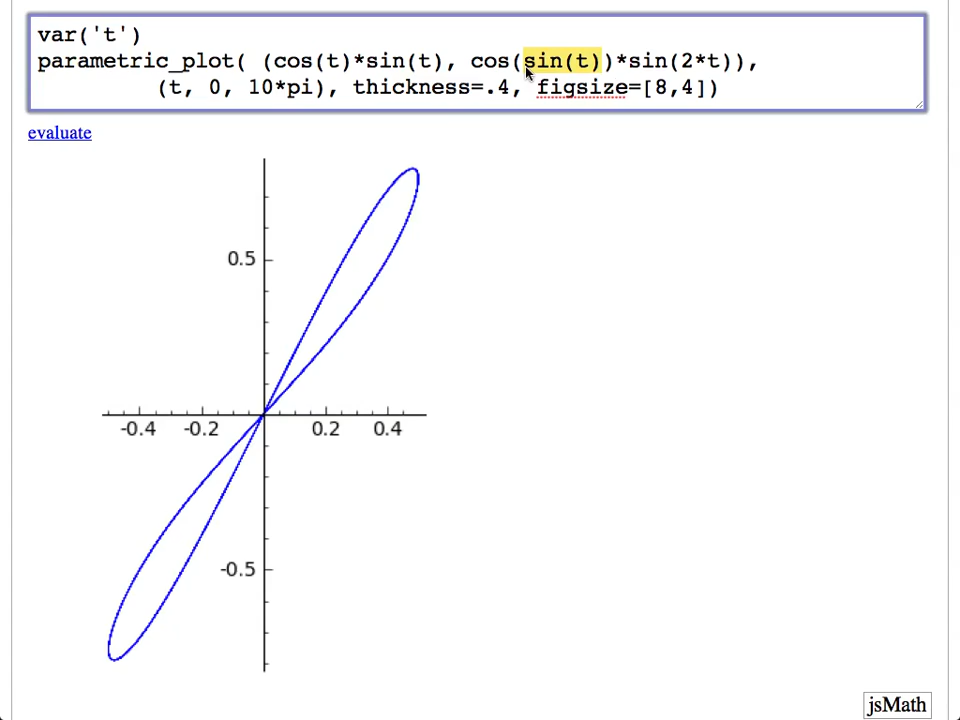 var('t')
parametric_plot( (cos(t)*sin(t), cos(sin(t))*sin(2*t)),
(t, 0, 10*pi), thickness=.4, figsize=[8,4])
evaluate
0.5
-0.4 -0.2 0.2 0.4
-0.5
jsMath